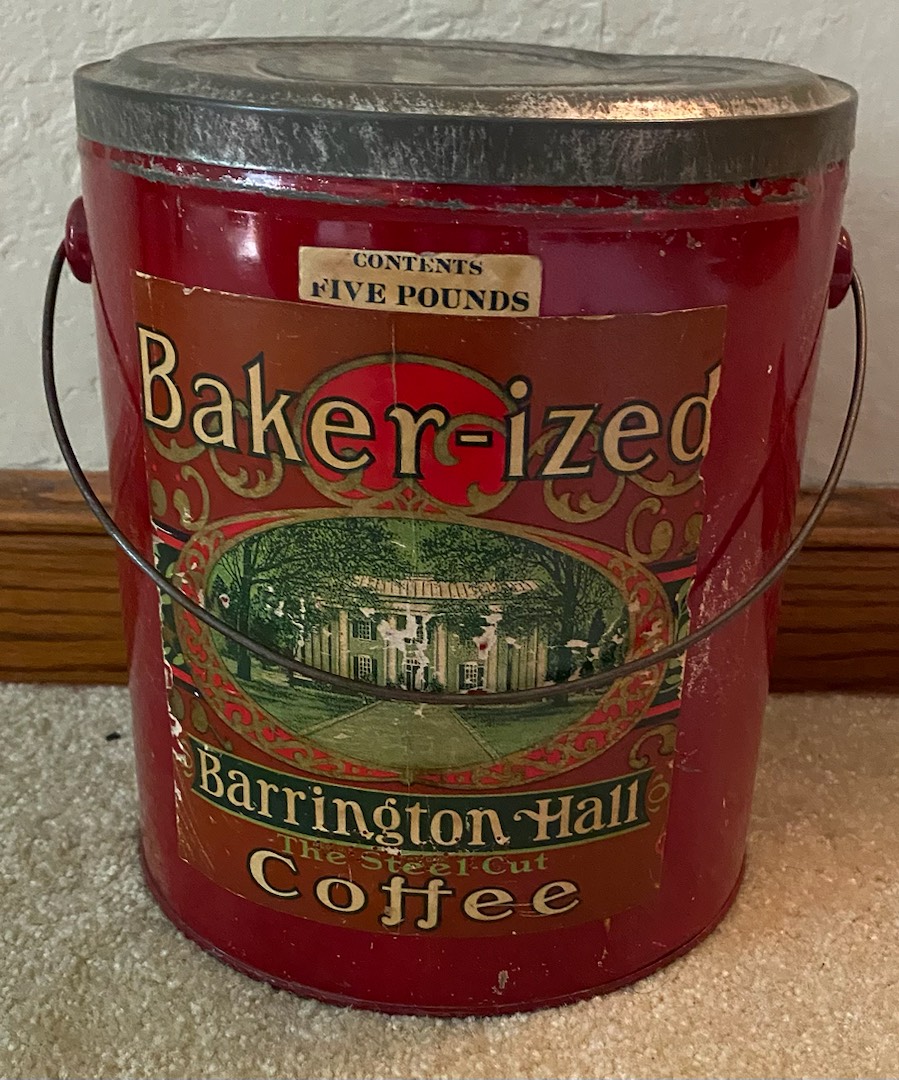 CONTENTS
FIVE POUNDS
Baker-ized
Barrington Hall
The Steel-Cut
Coffee